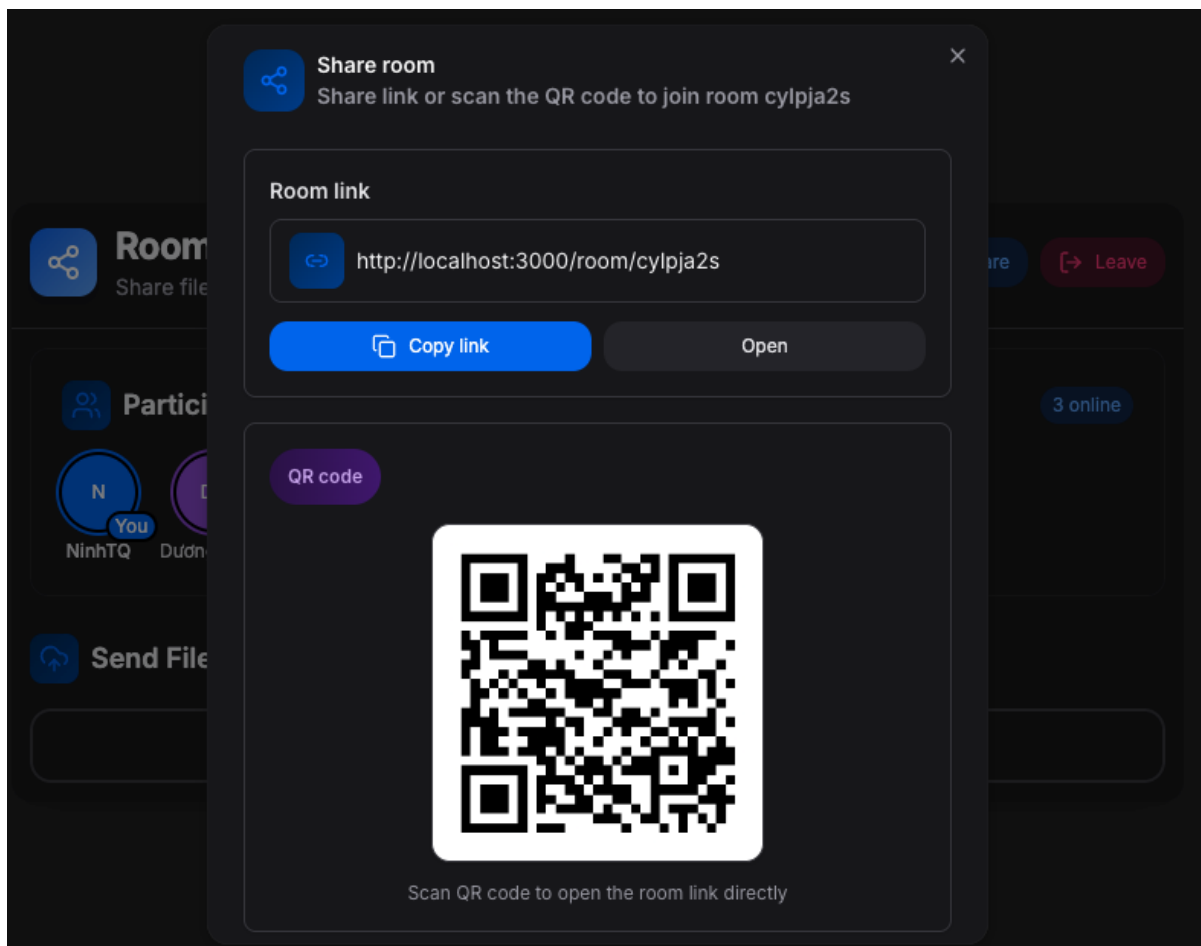 Share room
Share link or scan the QR code to join room cylpja2s
Room link
http://localhost:3000/room/cylpja2s
Copy link
Open
QR code
Scan QR code to open the room link directly
Room
Share file
are
Leave
Partici
3 online
N
D
You
NinhTQ
Dươn
Send File